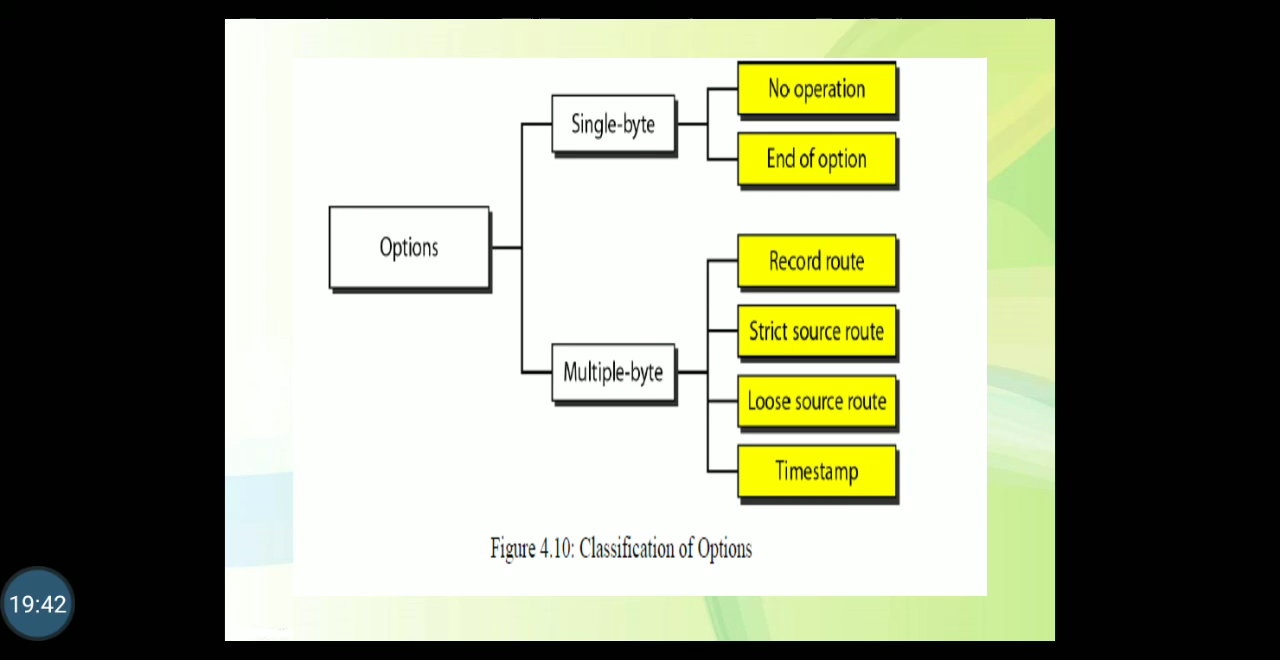 No operation
Single-byte
End of option
Options
Record route
Strict source route
Multiple-byte
Loose source route
Timestamp
Figure 4.10: Classification of Options
19:42